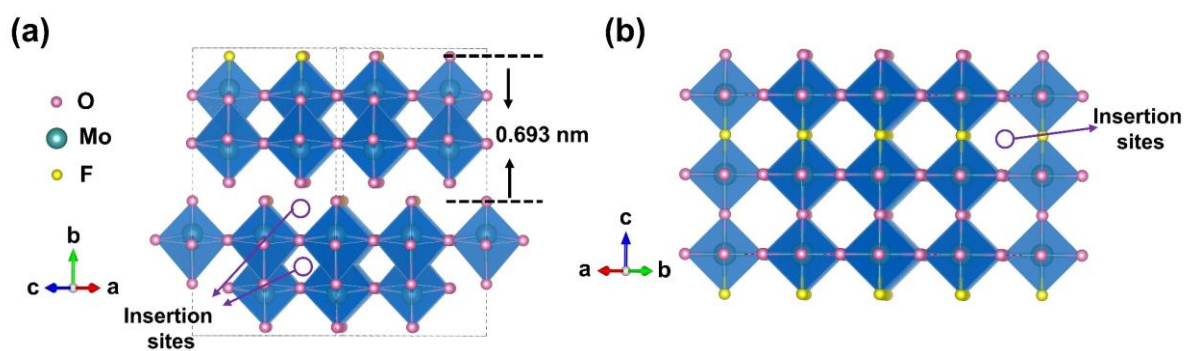 (a)
O
Mo
F
b
c
a
0.693 nm
Insertion
sites
(b)
Insertion
sites
c
a
b